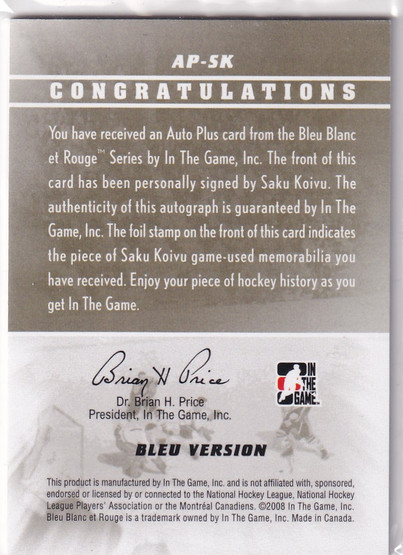 AP-SK
CONGRATULATIONS
You have received an Auto Plus card from the Bleu Blanc
et Rouge™ Series by In The Game, Inc. The front of this
card has been personally signed by Saku Koivu. The
authenticity of this autograph is guaranteed by In The
Game, Inc. The foil stamp on the front of this card indicates
the piece of Saku Koivu game-used memorabilia you
have received. Enjoy your piece of hockey history as you
get In The Game.
Brian H Price
Dr. Brian H. Price
President, In The Game, Inc.
IN
THE
GAME
BLEU VERSION
This product is manufactured by In The Game, Inc. and is not affiliated with, sponsored,
endorsed or licensed by or connected to the National Hockey League, National Hockey
League Players' Association or the Montréal Canadiens. ©2008 In The Game, Inc.
Bleu Blanc et Rouge is a trademark owned by In The Game, Inc. Made in Canada.